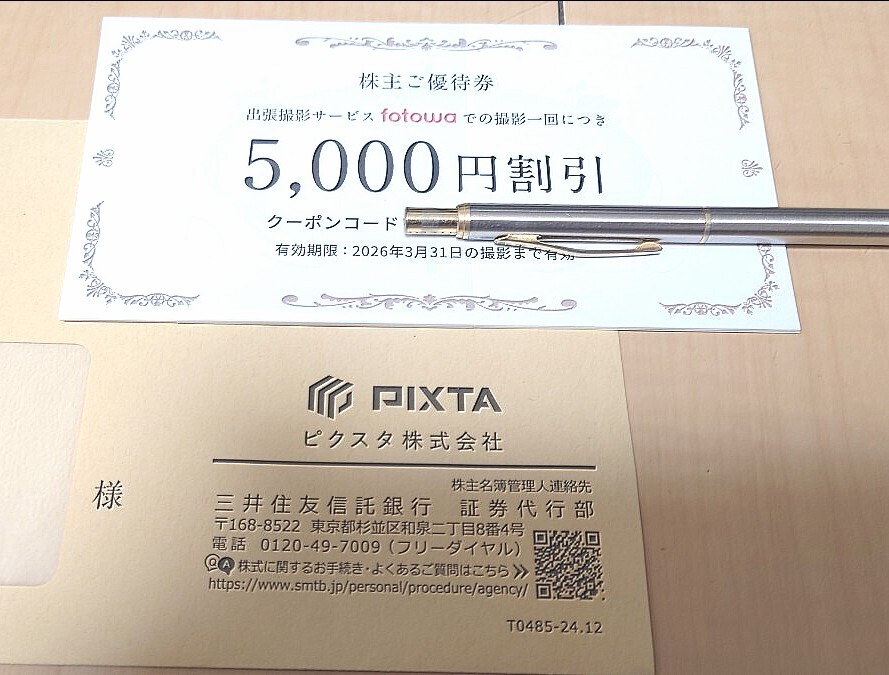 株主ご優待券
出張撮影サービス fotowa での撮影一回につき
5,000円割引
クーポンコード
有効期限：2026年3月31日の撮影まで有効
PIXTA
ピクスタ株式会社
様
株主名簿管理人連絡先
三井住友信託銀行 証券代行部
〒168-8522 東京都杉並区和泉二丁目8番4号
電話 0120-49-7009（フリーダイヤル）
QA 株式に関するお手続き・よくあるご質問はこちら
https://www.smtb.jp/personal/procedure/agency/
T0485-24.12